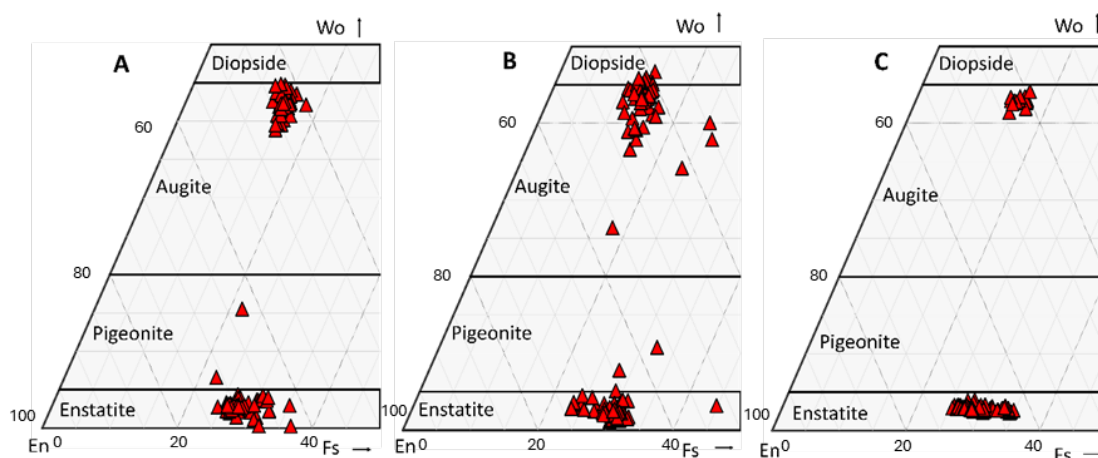 A
Wo ↑
Diopside
60
Augite
80
Pigeonite
Enstatite
100
En 0
20
Fs →
40
B
Wo ↑
Diopside
60
Augite
80
Pigeonite
Enstatite
100
En 0
20
Fs →
40
C
Wo ↑
Diopside
60
Augite
80
Pigeonite
Enstatite
100
En 0
20
40
Fs —